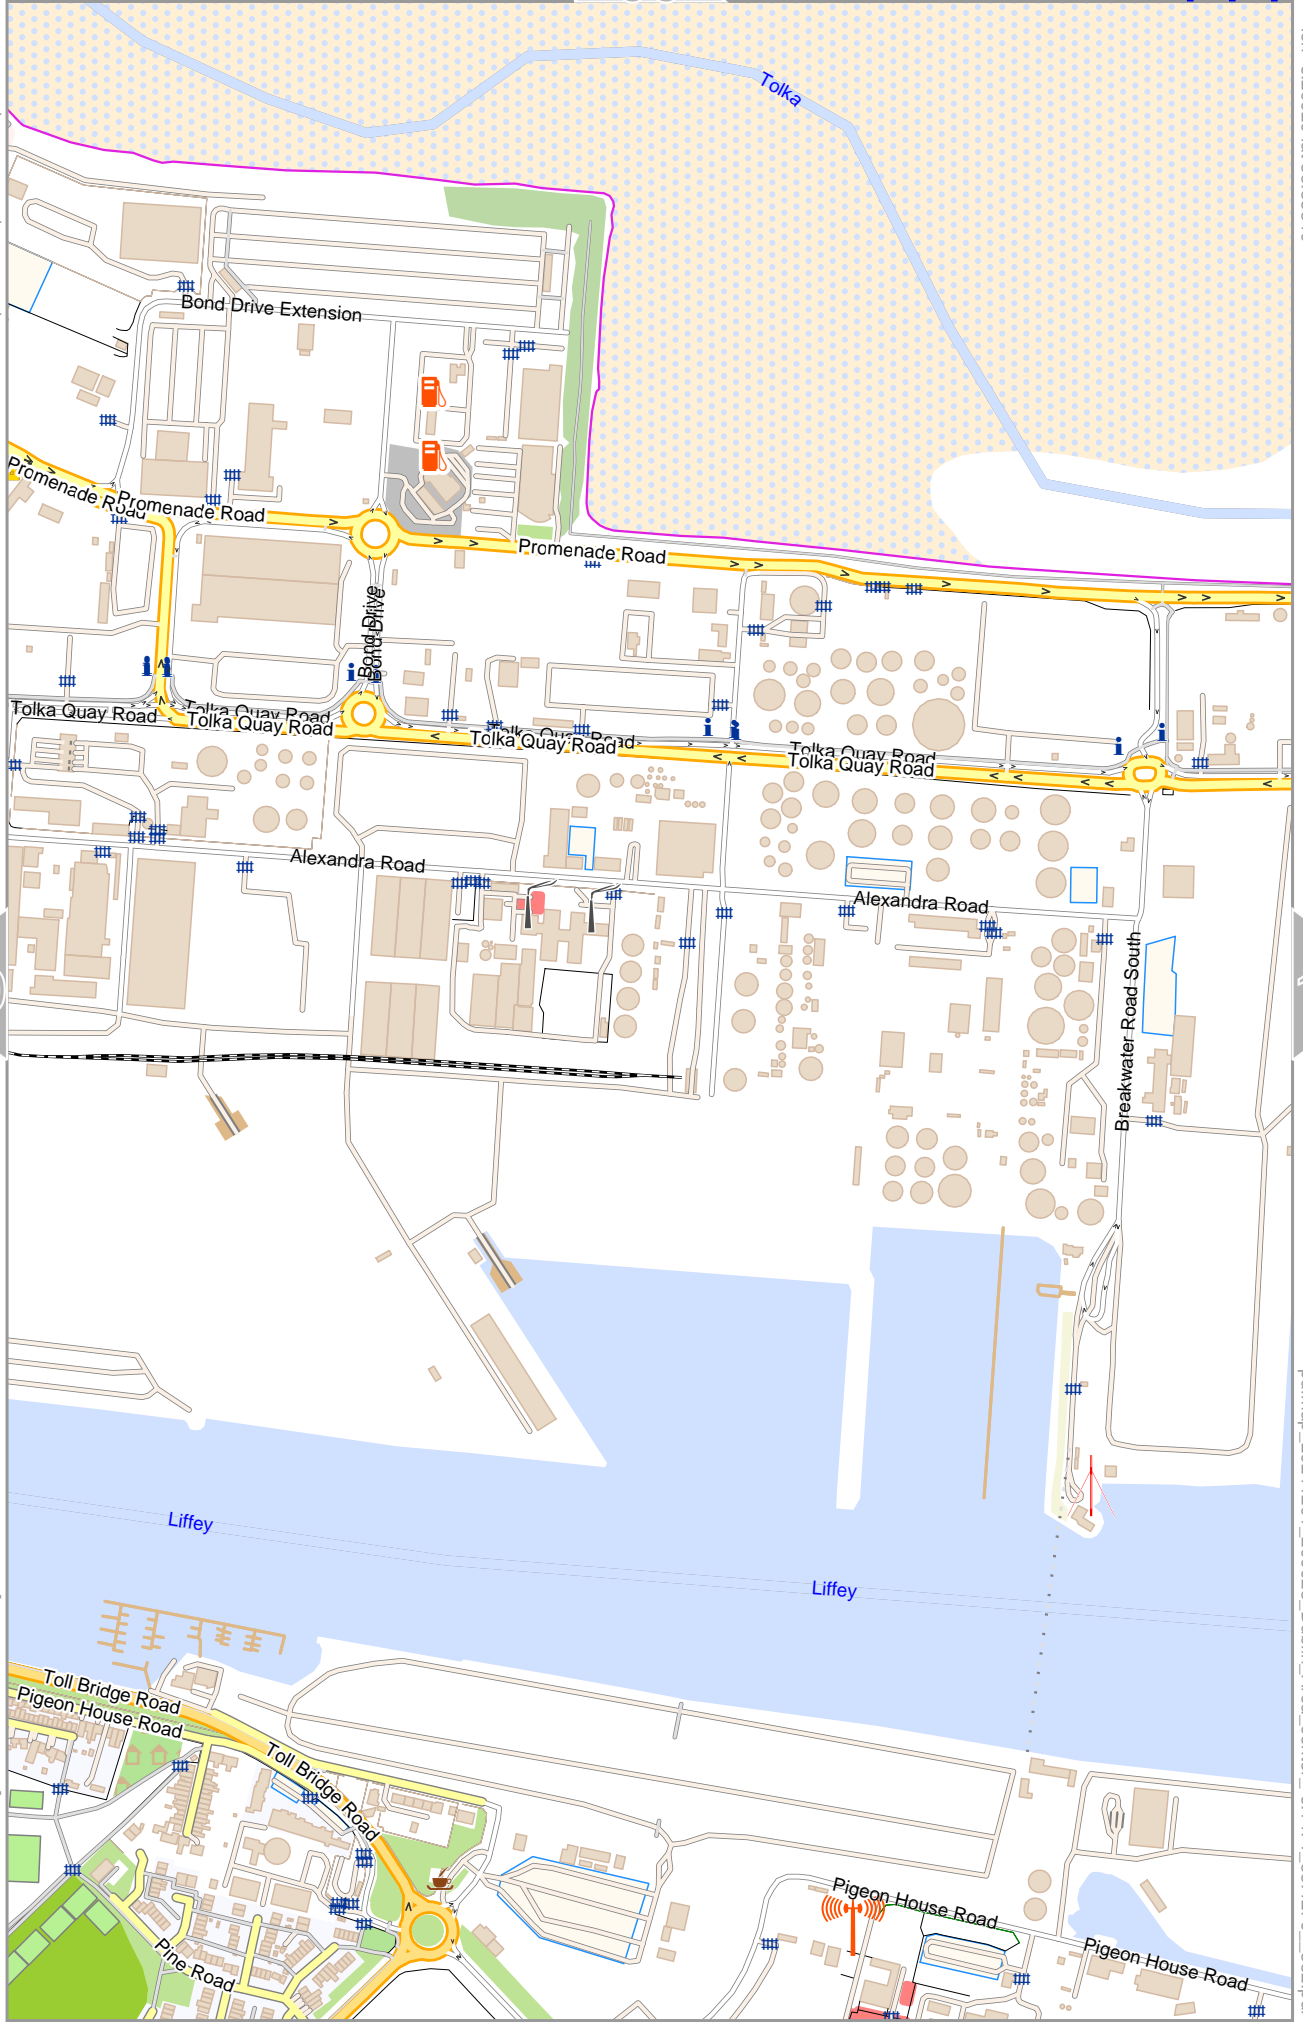 Tolka
Bond Drive Extension
Promenade Road
Promenade Road
Promenade Road
Bond Drive
Bond Drive
Tolka Quay Road
Tolka Quay Road
Tolka Quay Road
Tolka Quay Road
Tolka Quay Road
Tolka Quay Road
Tolka Quay Road
Alexandra Road
Alexandra Road
Breakwater Road South
Liffey
Liffey
Toll Bridge Road
Pigeon House Road
Toll Bridge Road
Pigeon House Road
Pigeon House Road
Pine Road